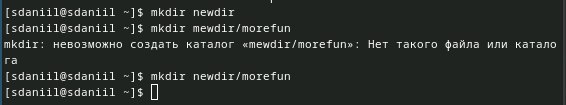 [sdaniil@sdaniil ~]$ mkdir newdir
[sdaniil@sdaniil ~]$ mkdir mewdir/morefun
mkdir: невозможно создать каталог «mewdir/morefun»: Нет такого файла или катало
га
[sdaniil@sdaniil ~]$ mkdir newdir/morefun
[sdaniil@sdaniil ~]$